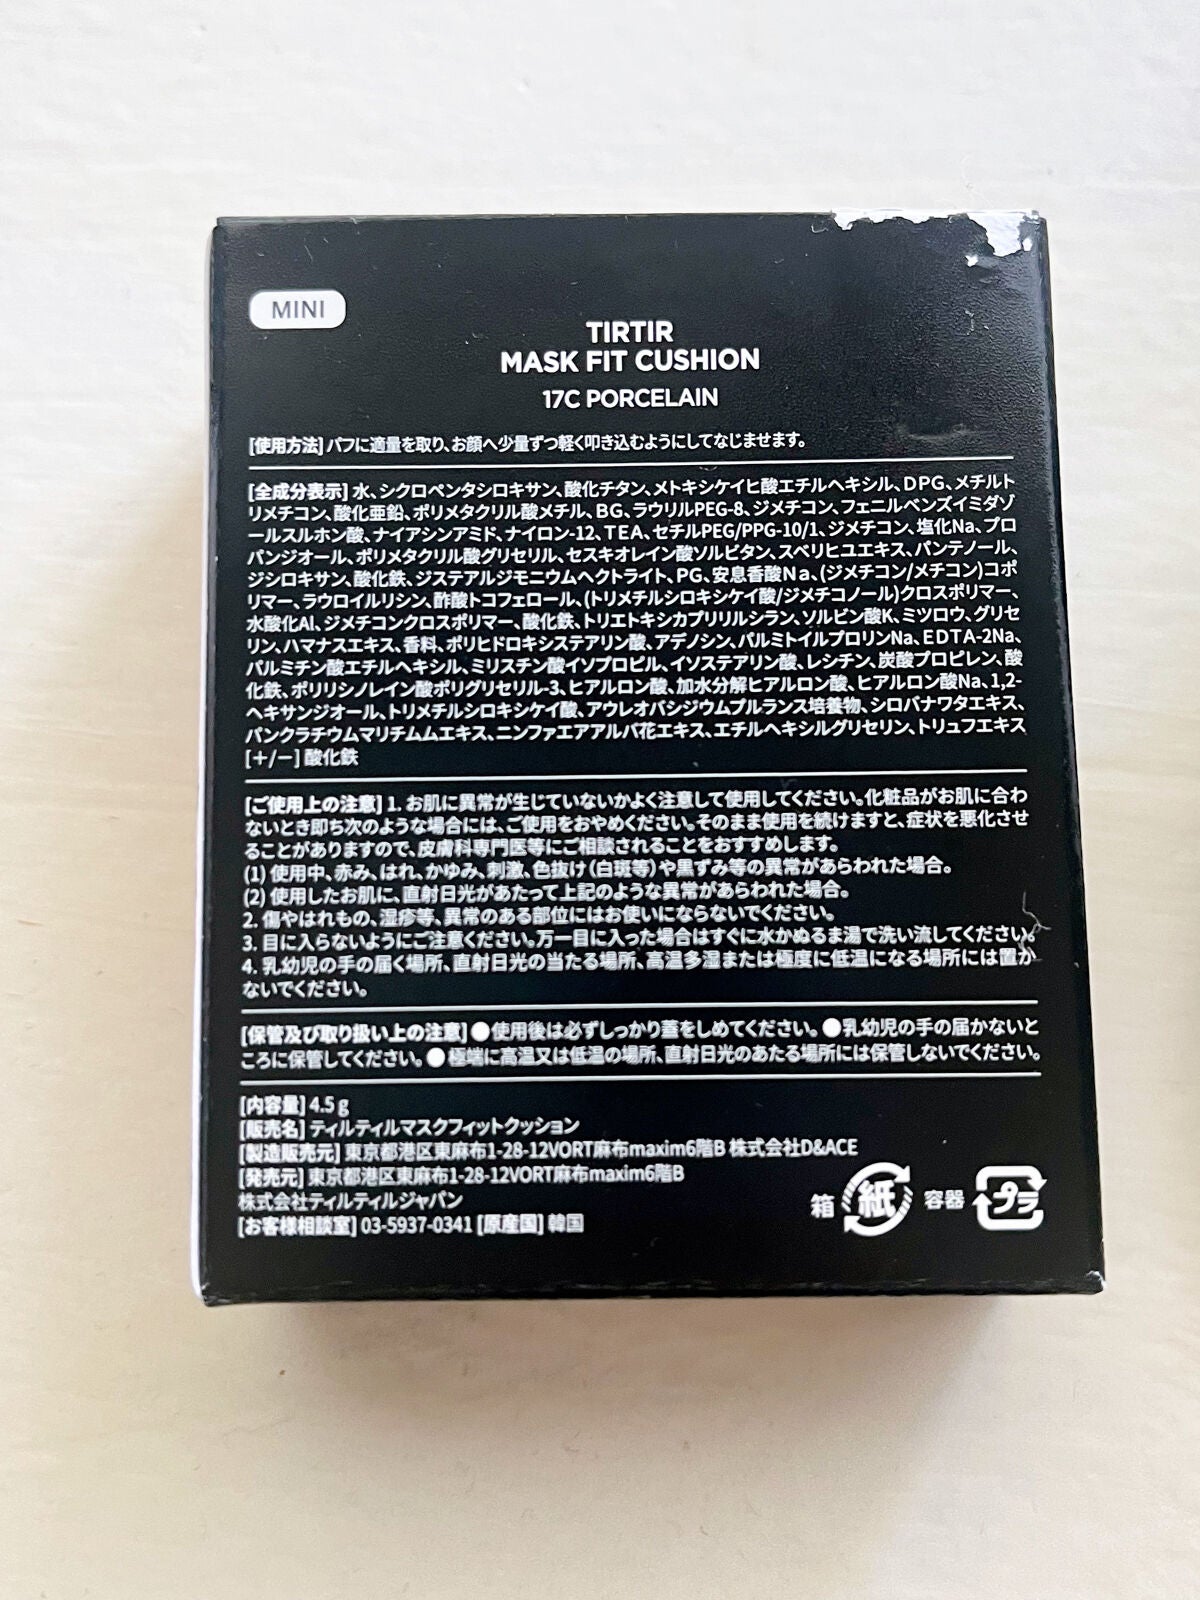 MINI
TIRTIR
MASK FIT CUSHION
17C PORCELAIN
[使用方法] パフに適量を取り、お顔へ少量ずつ軽く叩き込むようにしてなじませます。
[全成分表示] 水、シクロペンタシロキサン、酸化チタン、メトキシケイヒ酸エチルヘキシル、DPG、メチルト
リメチコン、酸化亜鉛、ポリメタクリル酸メチル、BG、ラウリルPEG-8、ジメチコン、フェニルベンズイミダゾ
ールスルホン酸、ナイアシンアミド、ナイロン-12、TEA、セチルPEG/PPG-10/1、ジメチコン、塩化Na、プロ
パンジオール、ポリメタクリル酸グリセリル、セスキオレイン酸ソルビタン、スベリヒユエキス、パンテノール、
ジシロキサン、酸化鉄、ジステアルジモニウムヘクトライト、PG、安息香酸Na、(ジメチコン/メチコン)コポ
リマー、ラウロイルリシン、酢酸トコフェロール、(トリメチルシロキシケイ酸/ジメチコノール)クロスポリマー、
水酸化Al、ジメチコンクロスポリマー、酸化鉄、トリエトキシカプリリルシラン、ソルビン酸K、ミツロウ、グリセ
リン、ハマナスエキス、香料、ポリヒドロキシステアリン酸、アデノシン、パルミトイルプロリンNa、EDTA-2Na、
パルミチン酸エチルヘキシル、ミリスチン酸イソプロピル、イソステアリン酸、レシチン、炭酸プロピレン、酸
化鉄、ポリリシノレイン酸ポリグリセリル-3、ヒアルロン酸、加水分解ヒアルロン酸、ヒアルロン酸Na、1,2-
ヘキサンジオール、トリメチルシロキシケイ酸、アウレオバシジウムプルランス培養物、シロバナワタエキス、
パンクラチウムマリチムムエキス、ニンファエアアルバ花エキス、エチルヘキシルグリセリン、トリュフエキス
[+/-] 酸化鉄
[ご使用上の注意] 1. お肌に異常が生じていないかよく注意して使用してください。化粧品がお肌に合わ
ないとき即ち次のような場合には、ご使用をおやめください。そのまま使用を続けますと、症状を悪化させ
ることがありますので、皮膚科専門医等にご相談されることをおすすめします。
(1) 使用中、赤み、はれ、かゆみ、刺激、色抜け(白斑等)や黒ずみ等の異常があらわれた場合。
(2) 使用したお肌に、直射日光があたって上記のような異常があらわれた場合。
2. 傷やはれもの、湿疹等、異常のある部位にはお使いにならないでください。
3. 目に入らないようにご注意ください。万一目に入った場合はすぐに水かぬるま湯で洗い流してください。
4. 乳幼児の手の届く場所、直射日光の当たる場所、高温多湿または極度に低温になる場所には置か
ないでください。
[保管及び取り扱い上の注意] ●使用後は必ずしっかり蓋をしめてください。●乳幼児の手の届かないと
ころに保管してください。●極端に高温又は低温の場所、直射日光のあたる場所には保管しないでください。
[内容量] 4.5 g
[販売名] ティルティルマスクフィットクッション
[製造販売元] 東京都港区東麻布1-28-12VORT麻布maxim6階B 株式会社D&ACE
[発売元] 東京都港区東麻布1-28-12VORT麻布maxim6階B
株式会社ティルティルジャパン
[お客様相談室] 03-5937-0341 [原産国] 韓国
箱 紙 容器 プラ